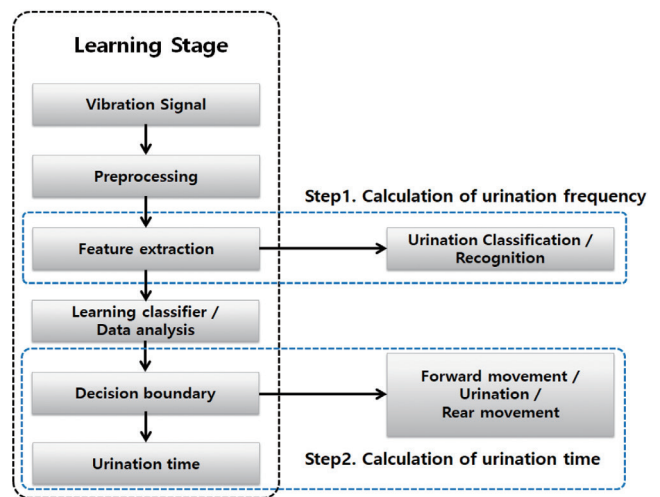 Learning Stage
Vibration Signal
Preprocessing
Step1. Calculation of urination frequency
Feature extraction
Urination Classification /
Recognition
Learning classifier /
Data analysis
Decision boundary
Forward movement /
Urination /
Rear movement
Urination time
Step2. Calculation of urination time